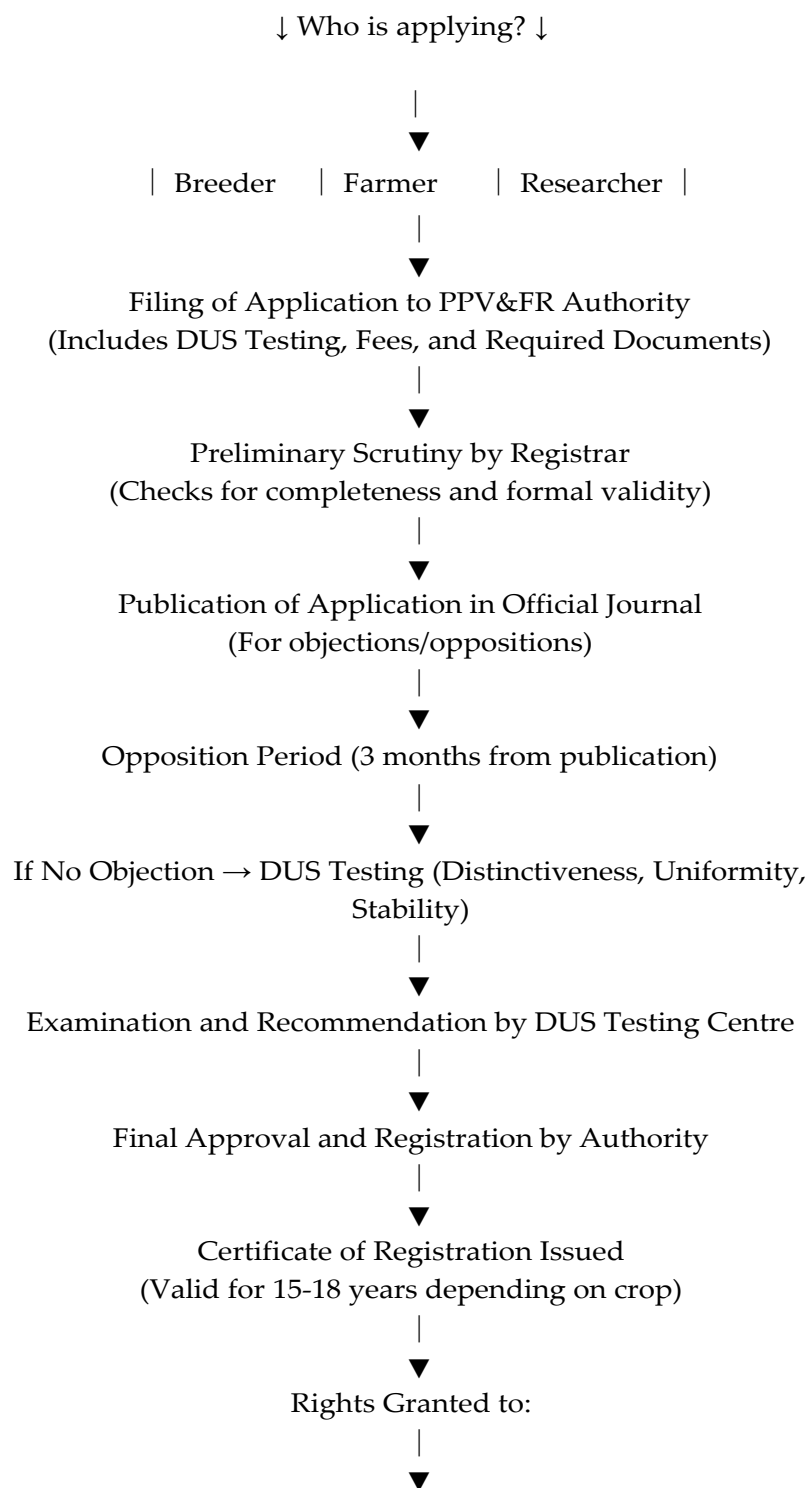 ↓ Who is applying? ↓
|
▼
| Breeder | Farmer | Researcher |
|
▼
Filing of Application to PPV&FR Authority
(Includes DUS Testing, Fees, and Required Documents)
|
▼
Preliminary Scrutiny by Registrar
(Checks for completeness and formal validity)
|
▼
Publication of Application in Official Journal
(For objections/oppositions)
|
▼
Opposition Period (3 months from publication)
|
▼
If No Objection → DUS Testing (Distinctiveness, Uniformity,
Stability)
|
▼
Examination and Recommendation by DUS Testing Centre
|
▼
Final Approval and Registration by Authority
|
▼
Certificate of Registration Issued
(Valid for 15-18 years depending on crop)
|
▼
Rights Granted to:
|
▼